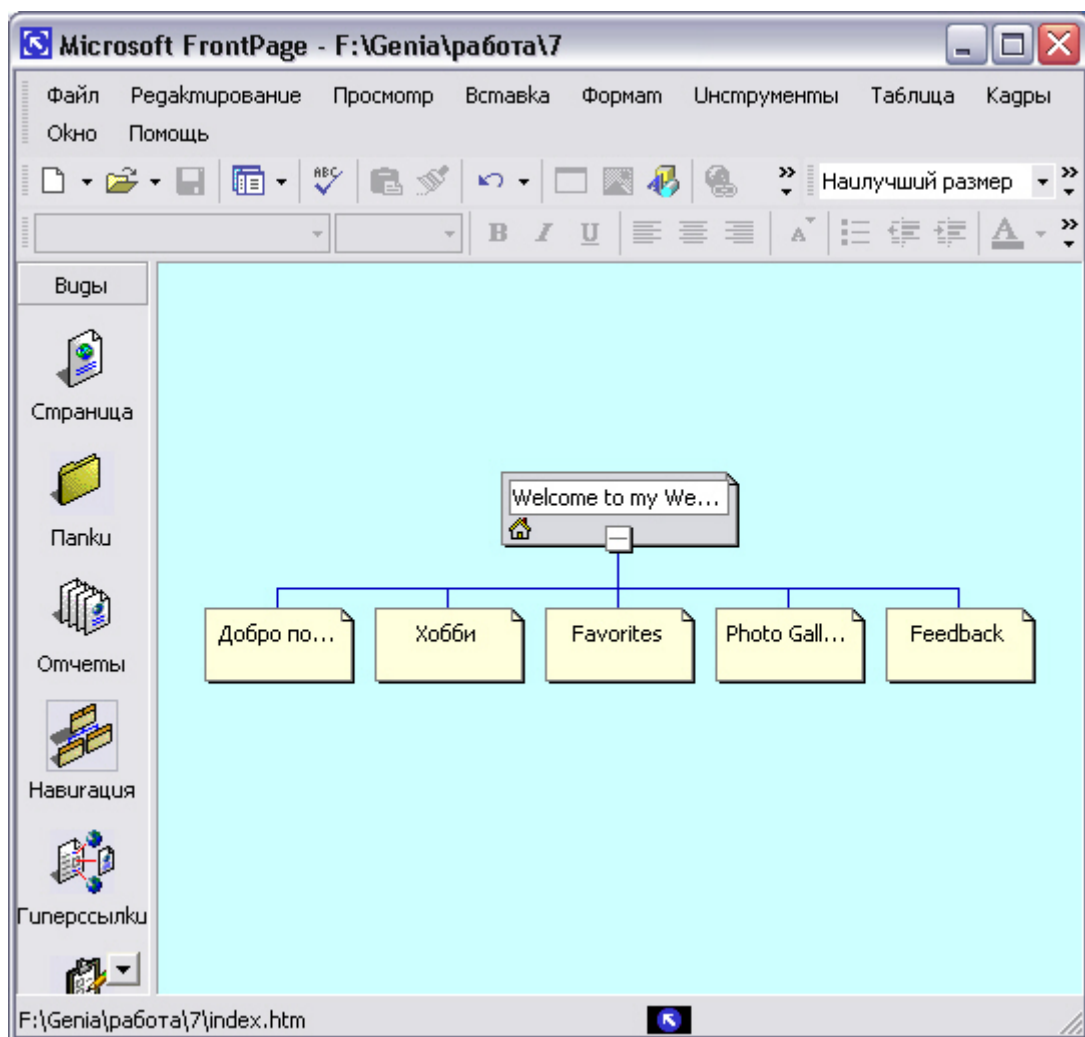 Microsoft FrontPage - F:\Genia\работа\7
Файл Редактирование Просмотр Вставка Формат Инструменты Таблица Кадры
Окно Помощь
ABC Наилучший размер
B I U A A
Виды
Страница
Папки
Отчеты
Навигация
Гиперссылки
Welcome to my We...
Добро по... Хобби Favorites Photo Gall... Feedback
F:\Genia\работа\7\index.htm